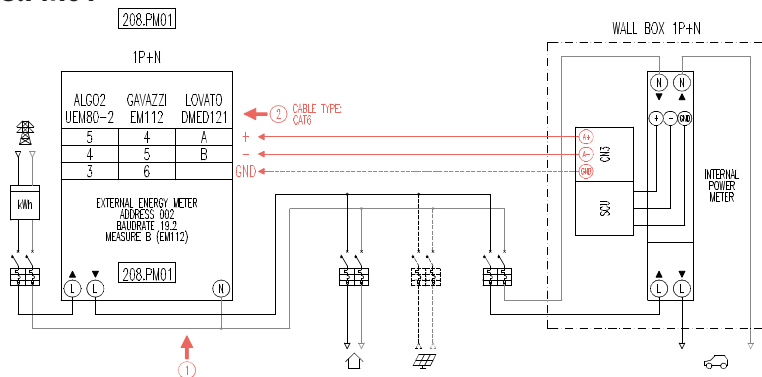 208.PM01
WALL BOX 1P+N
1P+N
ALGO2 GAVAZZI LOVATO
UEM80-2 EM112 DMED121
5 4 A +
4 5 B −
3 6 GND
2 CABLE TYPE:
CAT6
A+
A−
GND
CN3
SCU
N N
+ − GND
INTERNAL
POWER
METER
kWh
EXTERNAL ENERGY METER
ADDRESS 002
BAUDRATE 19.2
MEASURE B (EM112)
208.PM01
L L N
L L
1